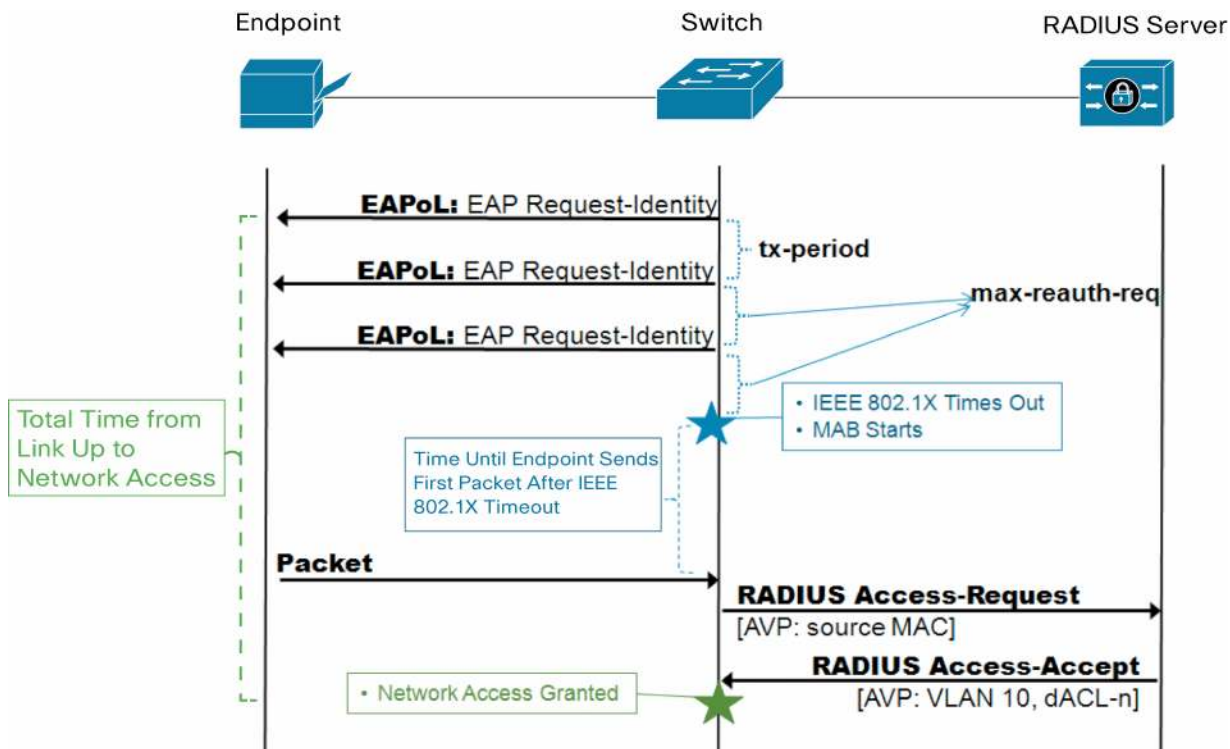 Endpoint
Switch
RADIUS Server
EAPoL: EAP Request-Identity
tx-period
EAPoL: EAP Request-Identity
max-reauth-req
EAPoL: EAP Request-Identity
• IEEE 802.1X Times Out
• MAB Starts
Total Time from
Link Up to
Network Access
Time Until Endpoint Sends
First Packet After IEEE
802.1X Timeout
Packet
RADIUS Access-Request
[AVP: source MAC]
RADIUS Access-Accept
[AVP: VLAN 10, dACL-n]
• Network Access Granted